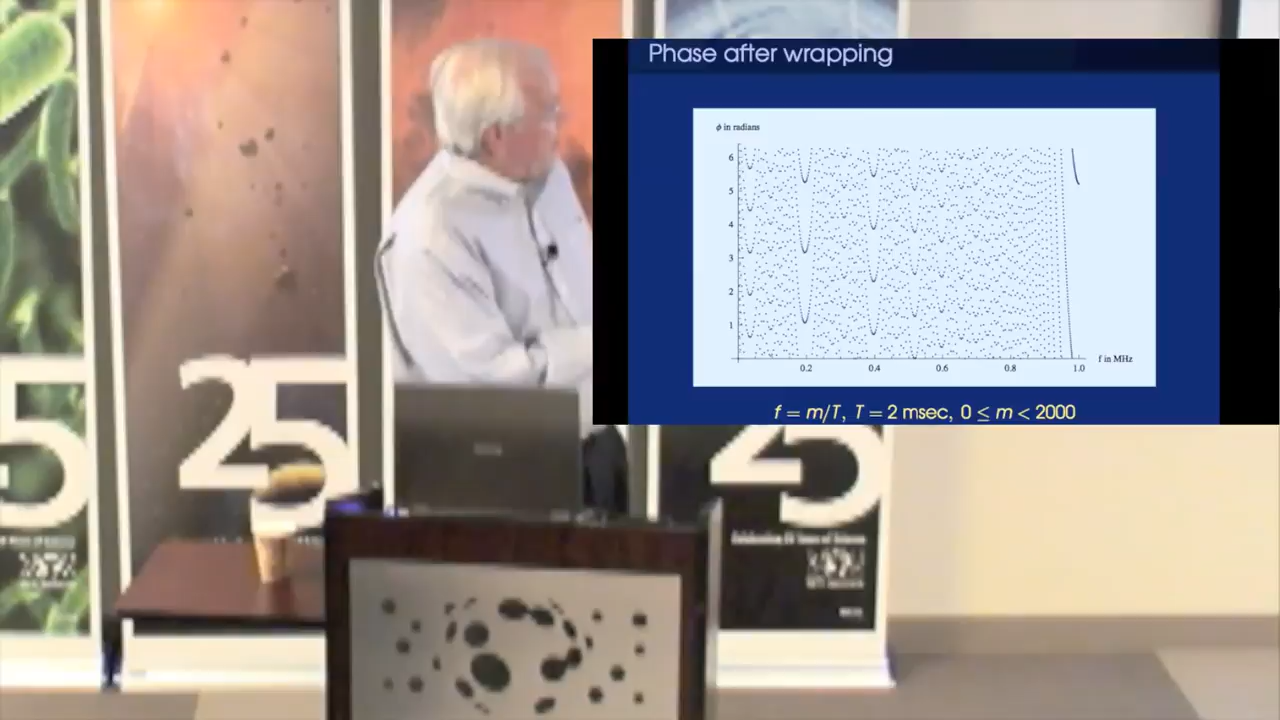 Phase after wrapping
ϕ in radians
6
5
4
3
2
1
0.2 0.4 0.6 0.8 1.0
f in MHz
f = m/T, T = 2 msec, 0 ≤ m < 2000
5
25
25